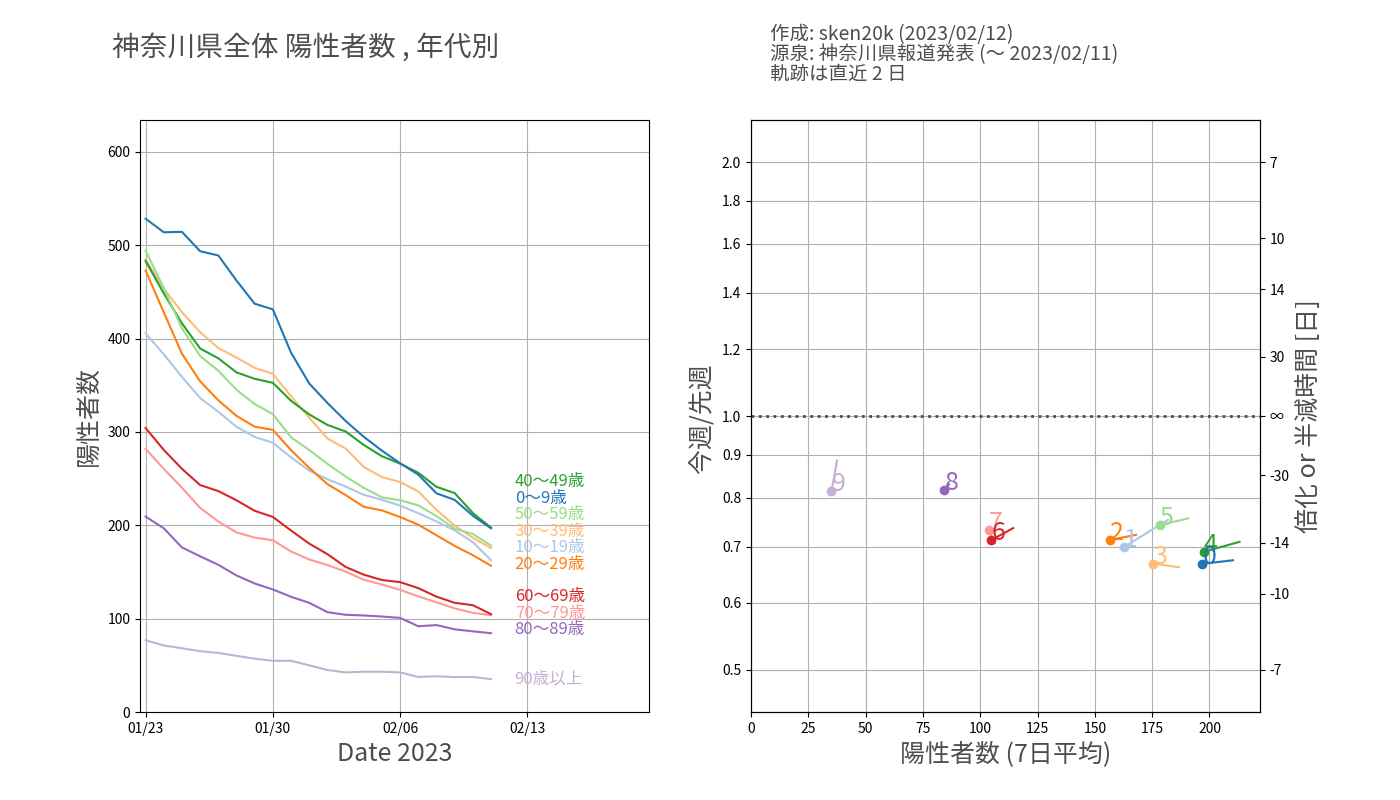 神奈川県全体 陽性者数 , 年代別
作成: sken20k (2023/02/12)
源泉: 神奈川県報道発表 (～ 2023/02/11)
軌跡は直近 2 日
600
500
400
300
200
100
0
陽性者数
01/23
01/30
02/06
02/13
Date 2023
40～49歳
0～9歳
50～59歳
30～39歳
10～19歳
20～29歳
60～69歳
70～79歳
80～89歳
90歳以上
2.0
1.8
1.6
1.4
1.2
1.0
0.9
0.8
0.7
0.6
0.5
今週/先週
9
8
7
6
5
2
1
4
3
0
0
25
50
75
100
125
150
175
200
陽性者数 (7日平均)
7
10
14
30
∞
-30
-14
-10
-7
倍化 or 半減時間 [日]